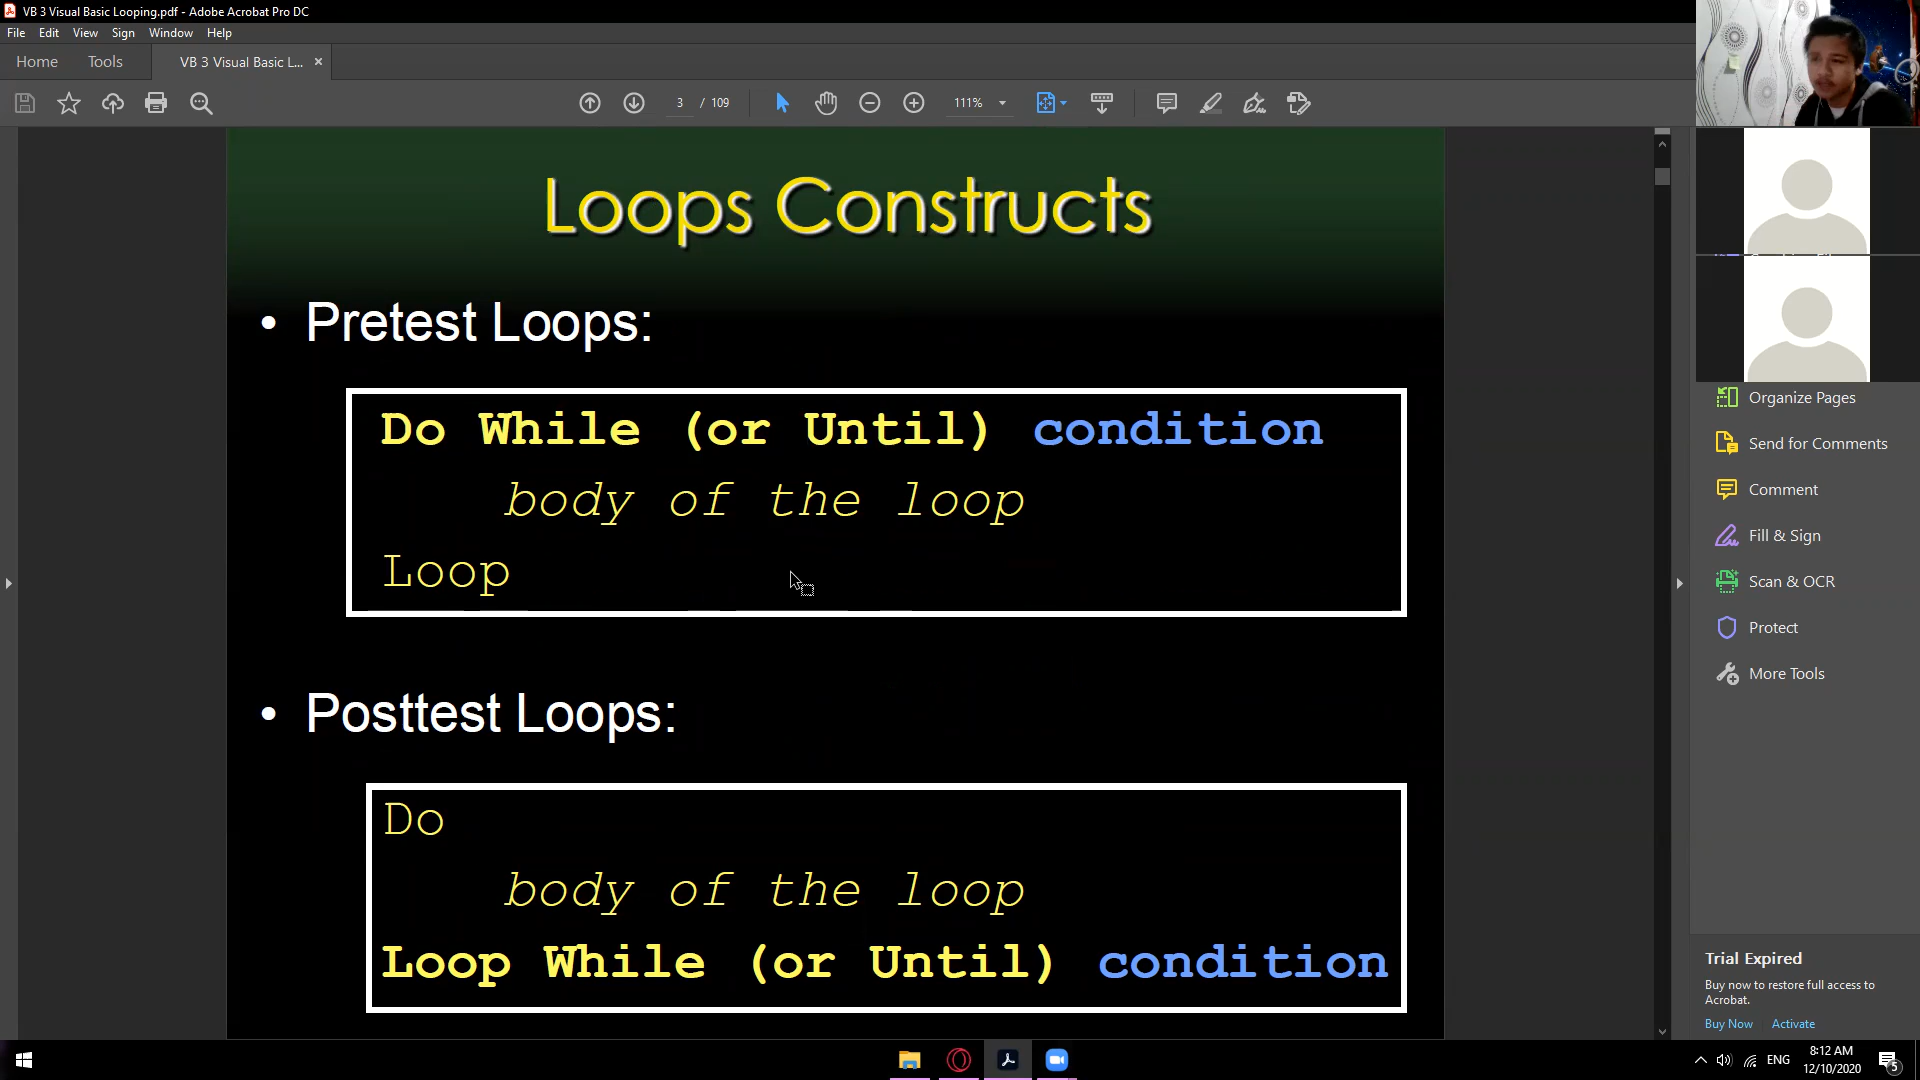 VB 3 Visual Basic Looping.pdf - Adobe Acrobat Pro DC
File Edit View Sign Window Help
Home Tools VB 3 Visual Basic L... ×
3 / 109 111%
Loops Constructs
• Pretest Loops:
Do While (or Until) condition
body of the loop
Loop
• Posttest Loops:
Do
body of the loop
Loop While (or Until) condition
Organize Pages
Send for Comments
Comment
Fill & Sign
Scan & OCR
Protect
More Tools
Trial Expired
Buy now to restore full access to
Acrobat.
Buy Now Activate
ENG
8:12 AM
12/10/2020
5